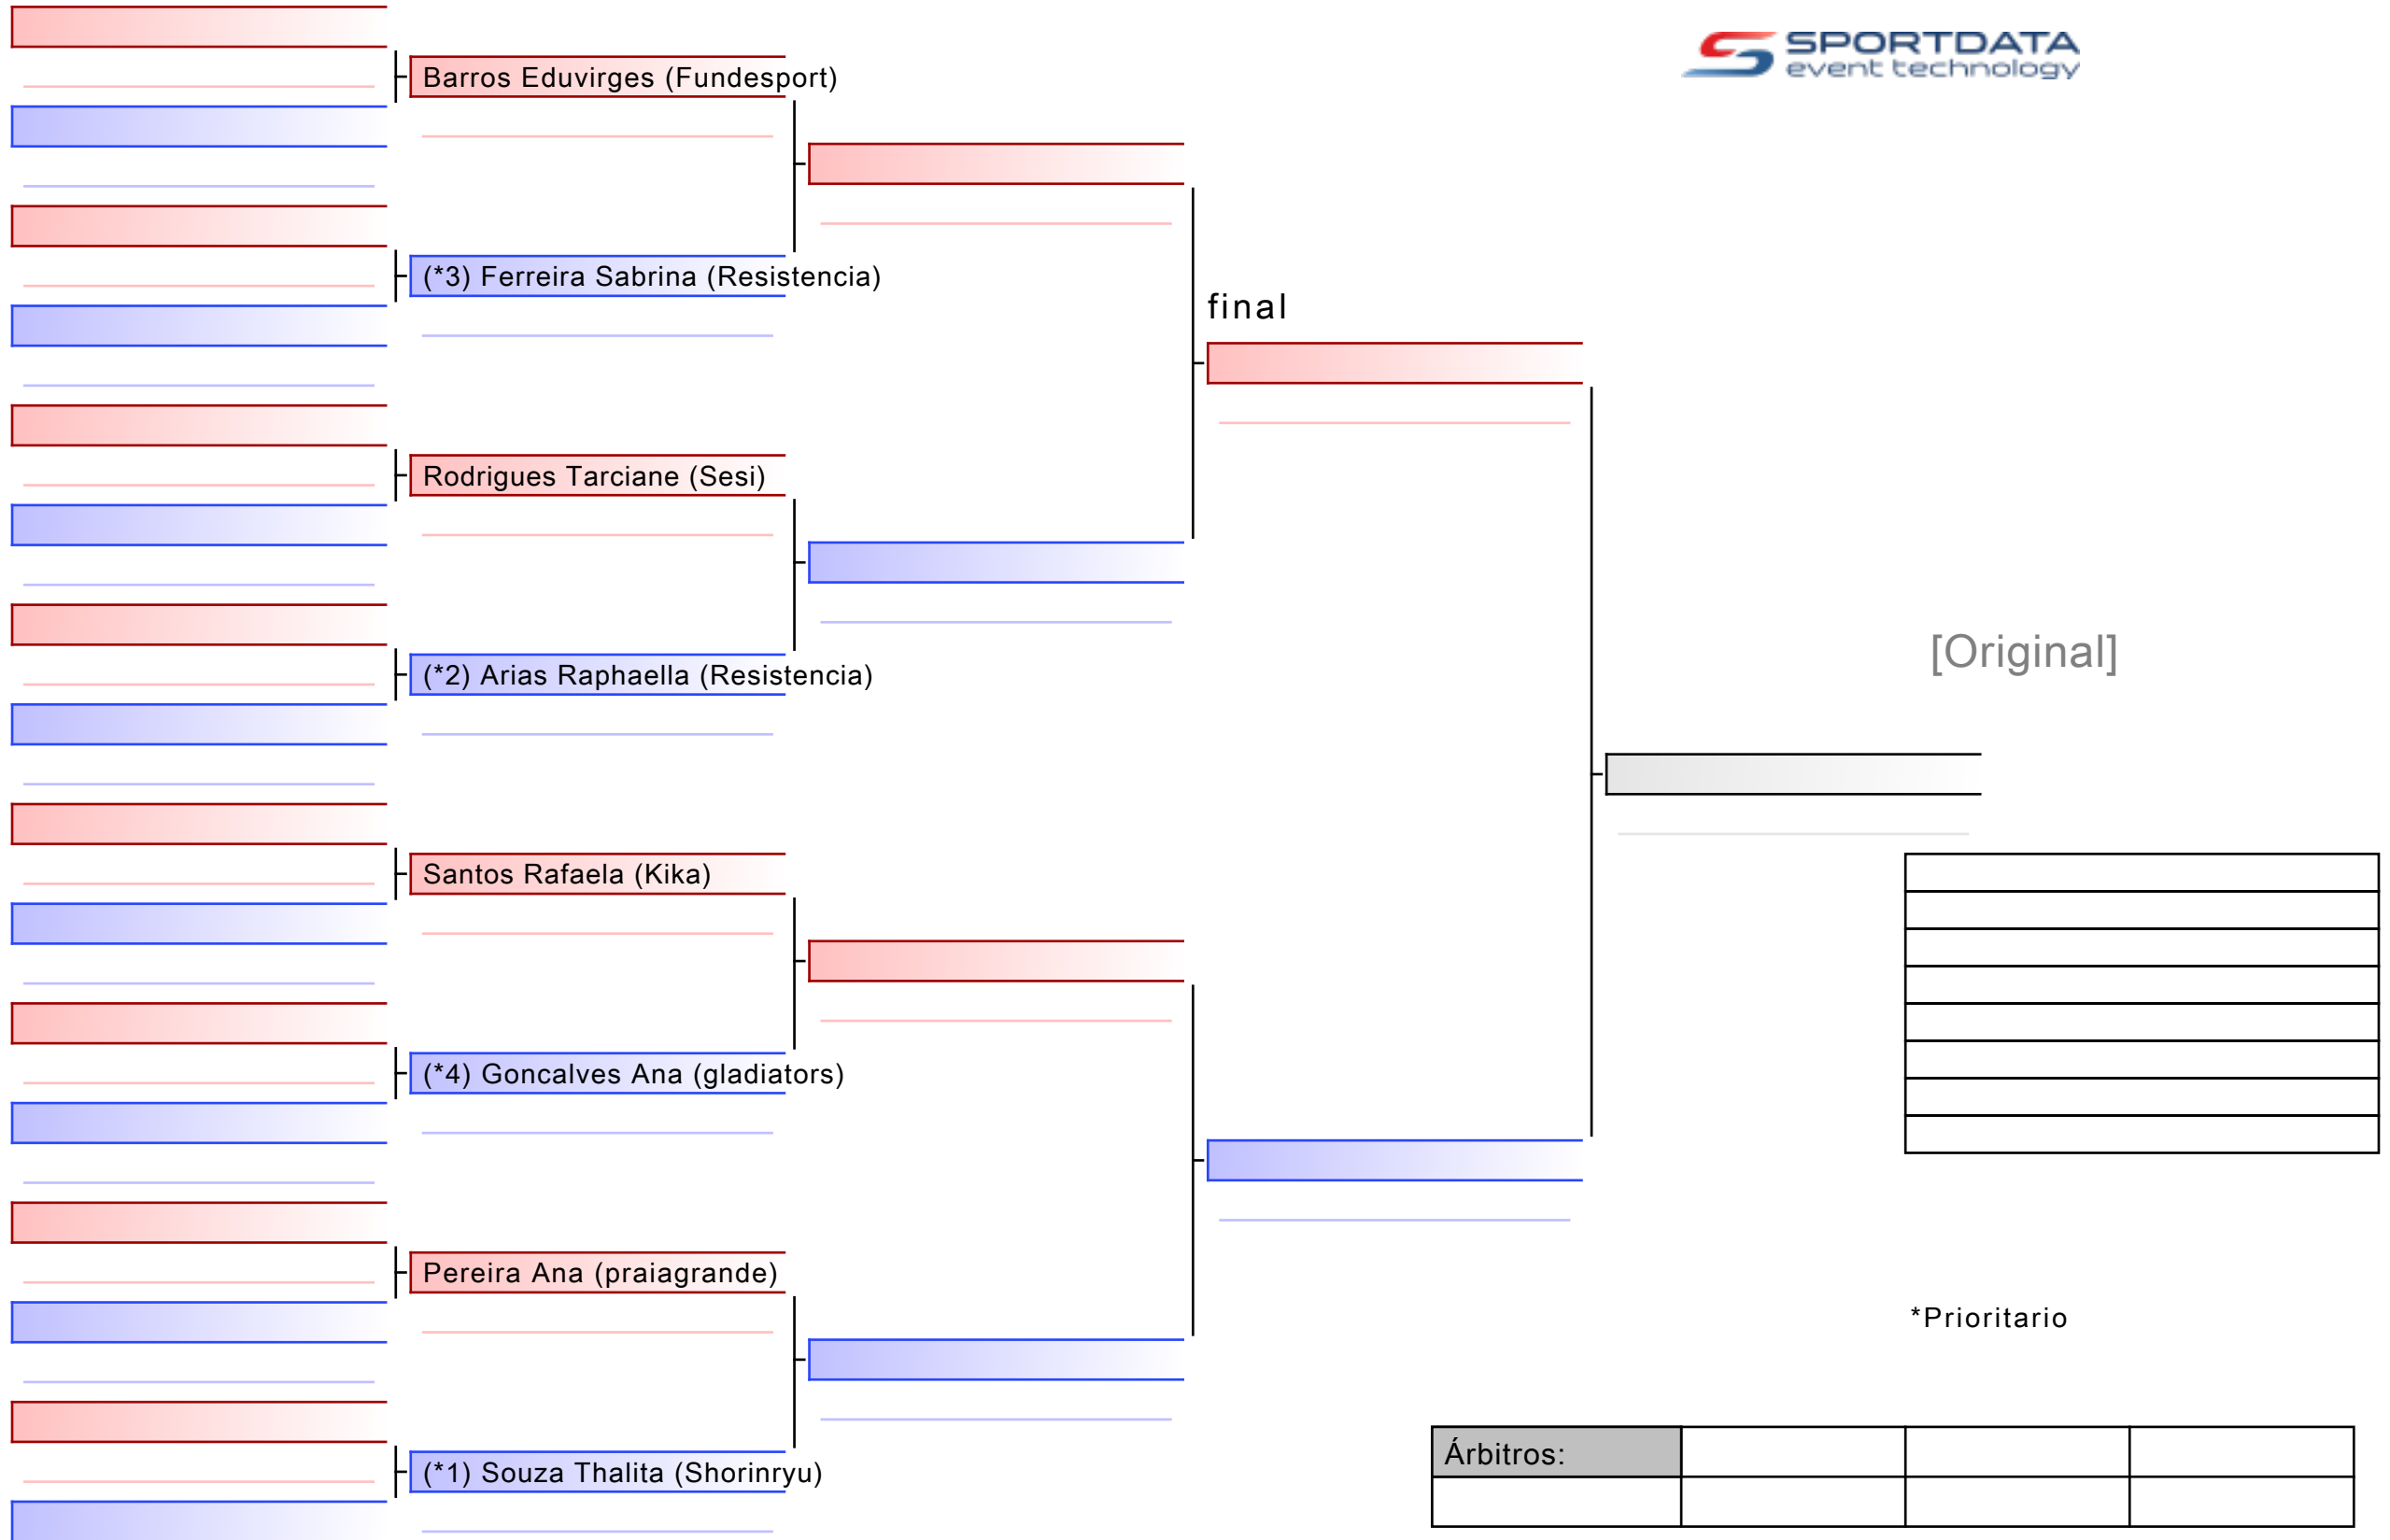 SPORTDATA
event technology
Barros Eduvirges (Fundesport)
(*3) Ferreira Sabrina (Resistencia)
final
Rodrigues Tarciane (Sesi)
[Original]
(*2) Arias Raphaella (Resistencia)
Santos Rafaela (Kika)
(*4) Goncalves Ana (gladiators)
Pereira Ana (praiagrande)
*Prioritario
(*1) Souza Thalita (Shorinryu)
Árbitros: